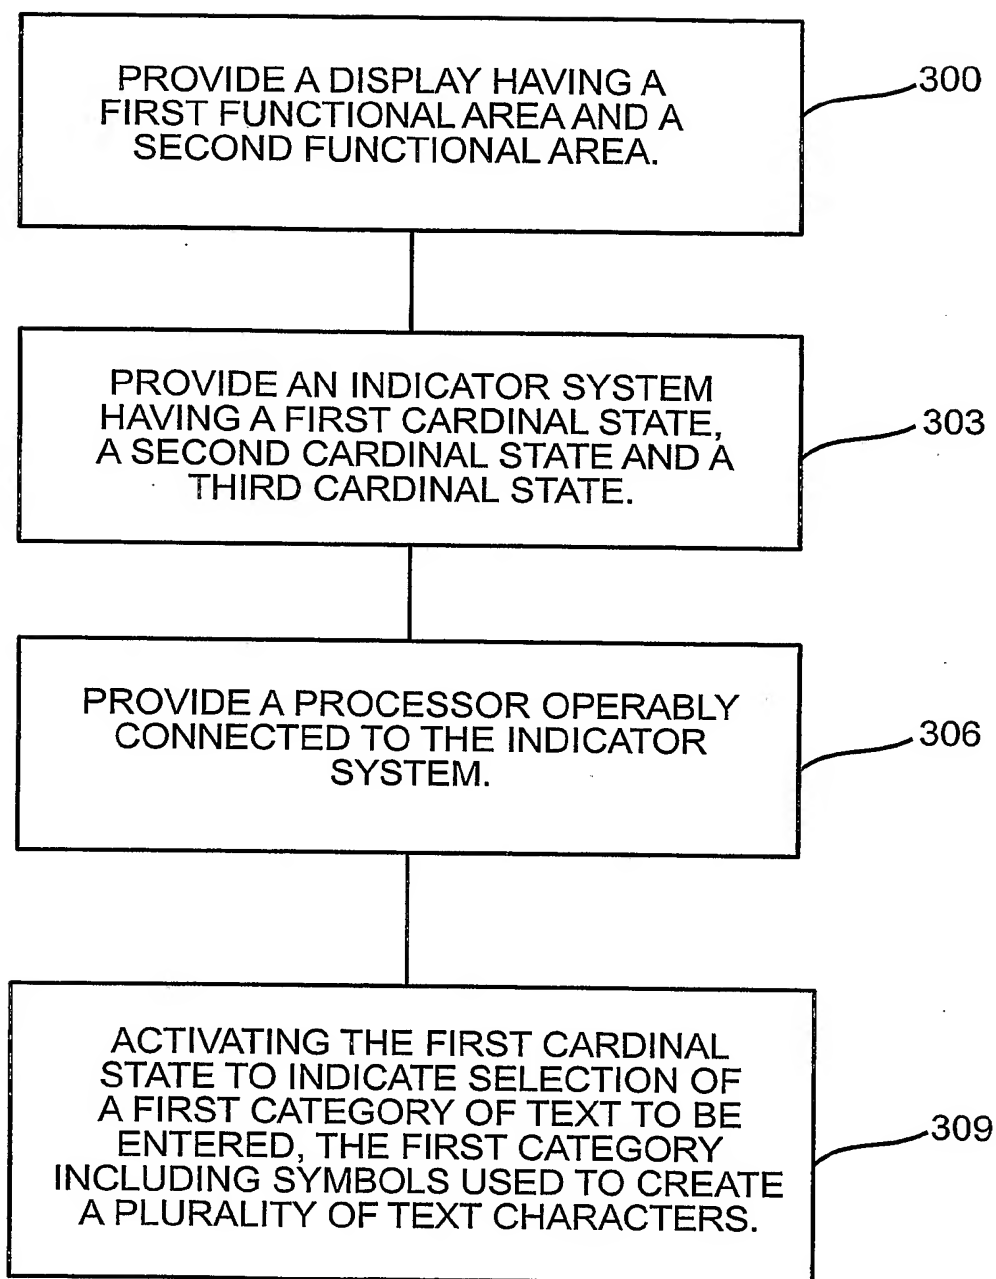 PROVIDE A DISPLAY HAVING A
FIRST FUNCTIONAL AREA AND A
SECOND FUNCTIONAL AREA.
300
PROVIDE AN INDICATOR SYSTEM
HAVING A FIRST CARDINAL STATE,
A SECOND CARDINAL STATE AND A
THIRD CARDINAL STATE.
303
PROVIDE A PROCESSOR OPERABLY
CONNECTED TO THE INDICATOR
SYSTEM.
306
ACTIVATING THE FIRST CARDINAL
STATE TO INDICATE SELECTION OF
A FIRST CATEGORY OF TEXT TO BE
ENTERED, THE FIRST CATEGORY
INCLUDING SYMBOLS USED TO CREATE
A PLURALITY OF TEXT CHARACTERS.
309